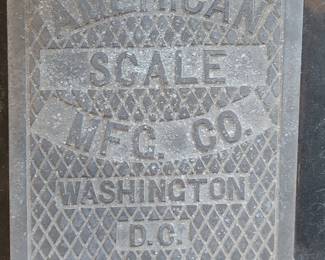 AMERICAN
SCALE
MFG. CO.
WASHINGTON
D.C.